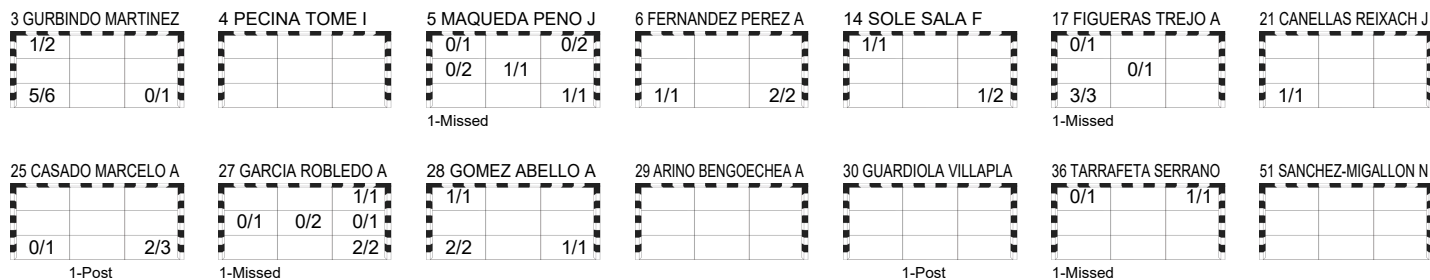 3 GURBINDO MARTINEZ 4 PECINA TOME I 5 MAQUEDA PENO J 6 FERNANDEZ PEREZ A 14 SOLE SALA F 17 FIGUERAS TREJO A 21 CANELLAS REIXACH J
1/2 0/1 0/2 1/1 0/1
0/2 1/1 0/1
5/6 0/1 1/1 1/1 2/2 1/2 3/3 1/1
1-Missed 1-Missed
25 CASADO MARCELO A 27 GARCIA ROBLEDO A 28 GOMEZ ABELLO A 29 ARINO BENGOECHEA A 30 GUARDIOLA VILLAPLA 36 TARRAFETA SERRANO 51 SANCHEZ-MIGALLON N
1/1 1/1 0/1 1/1
0/1 0/2 0/1
0/1 2/3 2/2 2/2 1/1
1-Post 1-Missed 1-Post 1-Missed